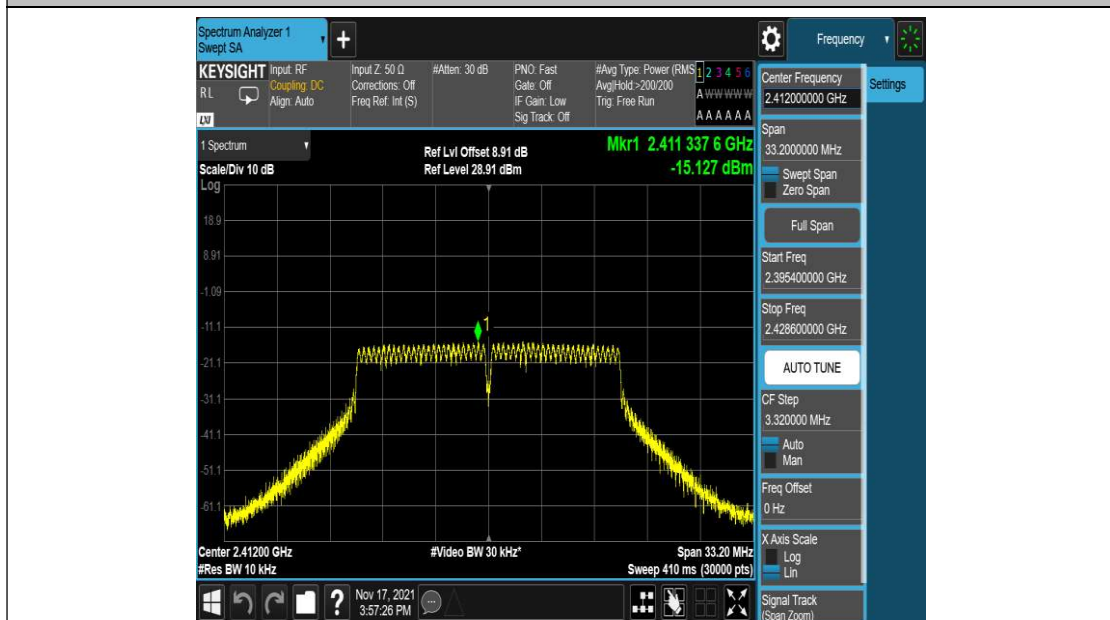 Spectrum Analyzer 1
Swept SA
Frequency
KEYSIGHT
RL
LXI
Input: RF
Coupling: DC
Align: Auto
Input Z: 50 Ω
Corrections: Off
Freq Ref: Int (S)
#Atten: 30 dB
PNO: Fast
Gate: Off
IF Gain: Low
Sig Track: Off
#Avg Type: Power (RMS
Avg|Hold:>200/200
Trig: Free Run
1 2 3 4 5 6
A W W W W W
A A A A A A
1 Spectrum
Scale/Div 10 dB
Log
Ref Lvl Offset 8.91 dB
Ref Level 28.91 dBm
Mkr1 2.411 337 6 GHz
-15.127 dBm
18.9
8.91
-1.09
-11.1
-21.1
-31.1
-41.1
-51.1
-61.1
1
Center 2.41200 GHz
#Res BW 10 kHz
#Video BW 30 kHz*
Span 33.20 MHz
Sweep 410 ms (30000 pts)
?
Nov 17, 2021
3:57:26 PM
Center Frequency
2.412000000 GHz
Settings
Span
33.2000000 MHz
Swept Span
Zero Span
Full Span
Start Freq
2.395400000 GHz
Stop Freq
2.428600000 GHz
AUTO TUNE
CF Step
3.320000 MHz
Auto
Man
Freq Offset
0 Hz
X Axis Scale
Log
Lin
Signal Track
(Span Zoom)